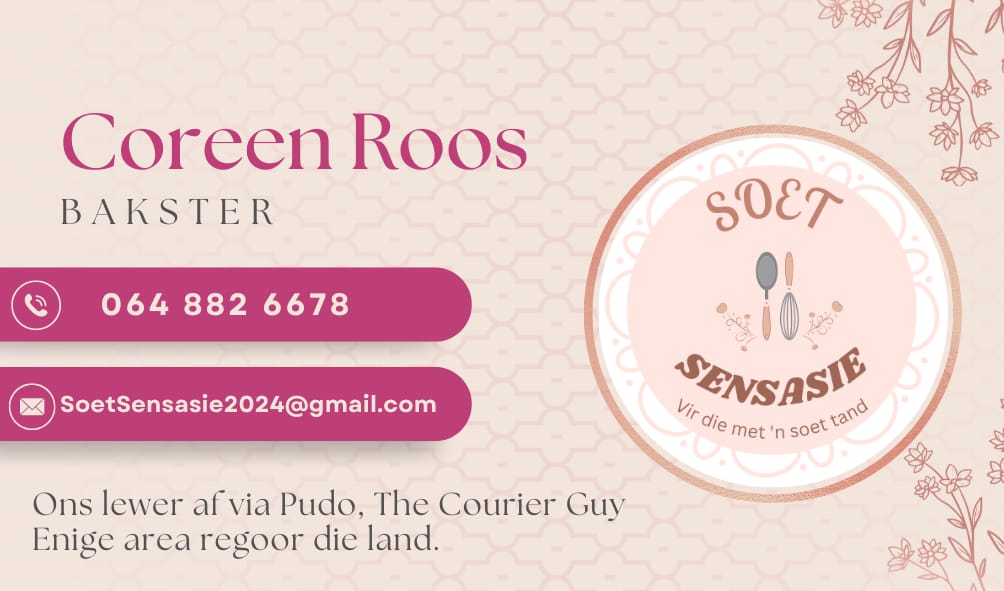 Coreen Roos
BAKSTER
064 882 6678
SoetSensasie2024@gmail.com
Ons lewer af via Pudo, The Courier Guy
Enige area regoor die land.
SOET
SENSASIE
Vir die met 'n soet tand